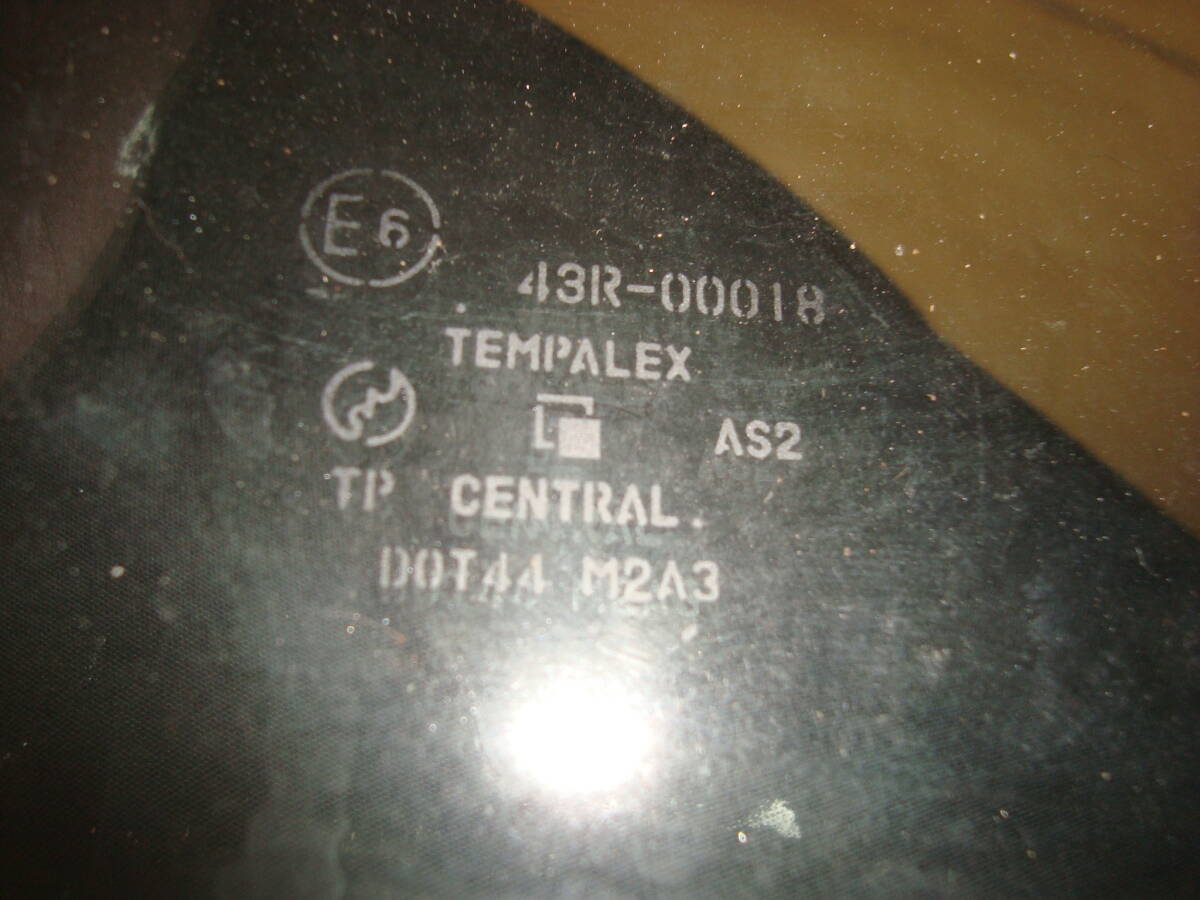 E6
43R-00018
TEMPALEX
AS2
TP CENTRAL.
DOT44 M2A3